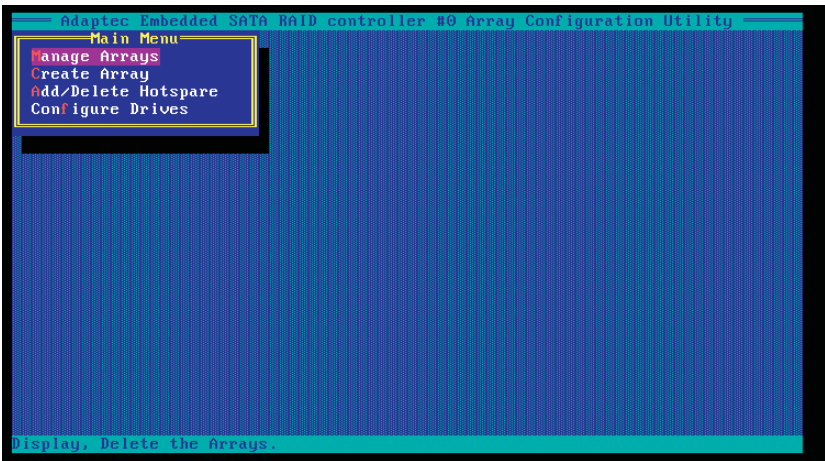 Adaptec Embedded SATA RAID controller #0 Array Configuration Utility
Main Menu
Manage Arrays
Create Array
Add/Delete Hotspare
Configure Drives
Display, Delete the Arrays.